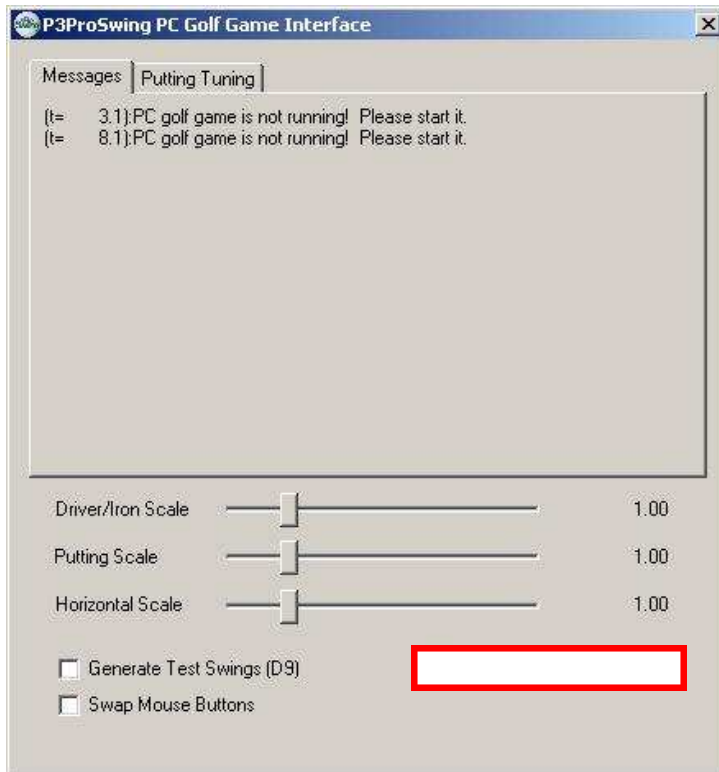 P3ProSwing PC Golf Game Interface
Messages
Putting Tuning
(t= 3.1):PC golf game is not running! Please start it.
(t= 8.1):PC golf game is not running! Please start it.
Driver/Iron Scale 1.00
Putting Scale 1.00
Horizontal Scale 1.00
Generate Test Swings (D9)
Swap Mouse Buttons